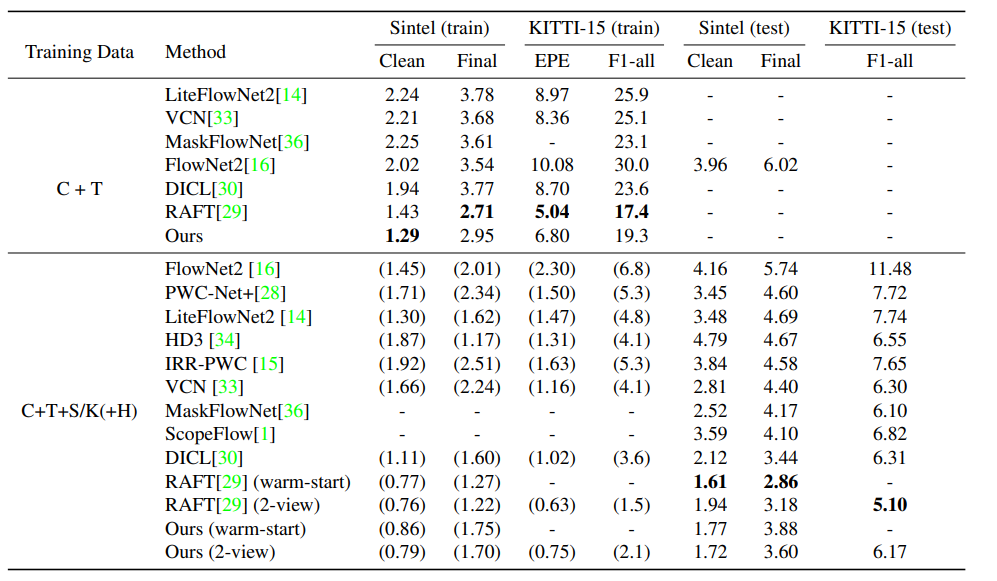 Training Data Method Sintel (train) KITTI-15 (train) Sintel (test) KITTI-15 (test)
Clean Final EPE F1-all Clean Final F1-all
C + T
LiteFlowNet2[14] 2.24 3.78 8.97 25.9 - - -
VCN[33] 2.21 3.68 8.36 25.1 - - -
MaskFlowNet[36] 2.25 3.61 - 23.1 - - -
FlowNet2[16] 2.02 3.54 10.08 30.0 3.96 6.02 -
DICL[30] 1.94 3.77 8.70 23.6 - - -
RAFT[29] 1.43 2.71 5.04 17.4 - - -
Ours 1.29 2.95 6.80 19.3 - - -
C+T+S/K(+H)
FlowNet2 [16] (1.45) (2.01) (2.30) (6.8) 4.16 5.74 11.48
PWC-Net+[28] (1.71) (2.34) (1.50) (5.3) 3.45 4.60 7.72
LiteFlowNet2 [14] (1.30) (1.62) (1.47) (4.8) 3.48 4.69 7.74
HD3 [34] (1.87) (1.17) (1.31) (4.1) 4.79 4.67 6.55
IRR-PWC [15] (1.92) (2.51) (1.63) (5.3) 3.84 4.58 7.65
VCN [33] (1.66) (2.24) (1.16) (4.1) 2.81 4.40 6.30
MaskFlowNet[36] - - - - 2.52 4.17 6.10
ScopeFlow[1] - - - - 3.59 4.10 6.82
DICL[30] (1.11) (1.60) (1.02) (3.6) 2.12 3.44 6.31
RAFT[29] (warm-start) (0.77) (1.27) - - 1.61 2.86 -
RAFT[29] (2-view) (0.76) (1.22) (0.63) (1.5) 1.94 3.18 5.10
Ours (warm-start) (0.86) (1.75) - - 1.77 3.88 -
Ours (2-view) (0.79) (1.70) (0.75) (2.1) 1.72 3.60 6.17